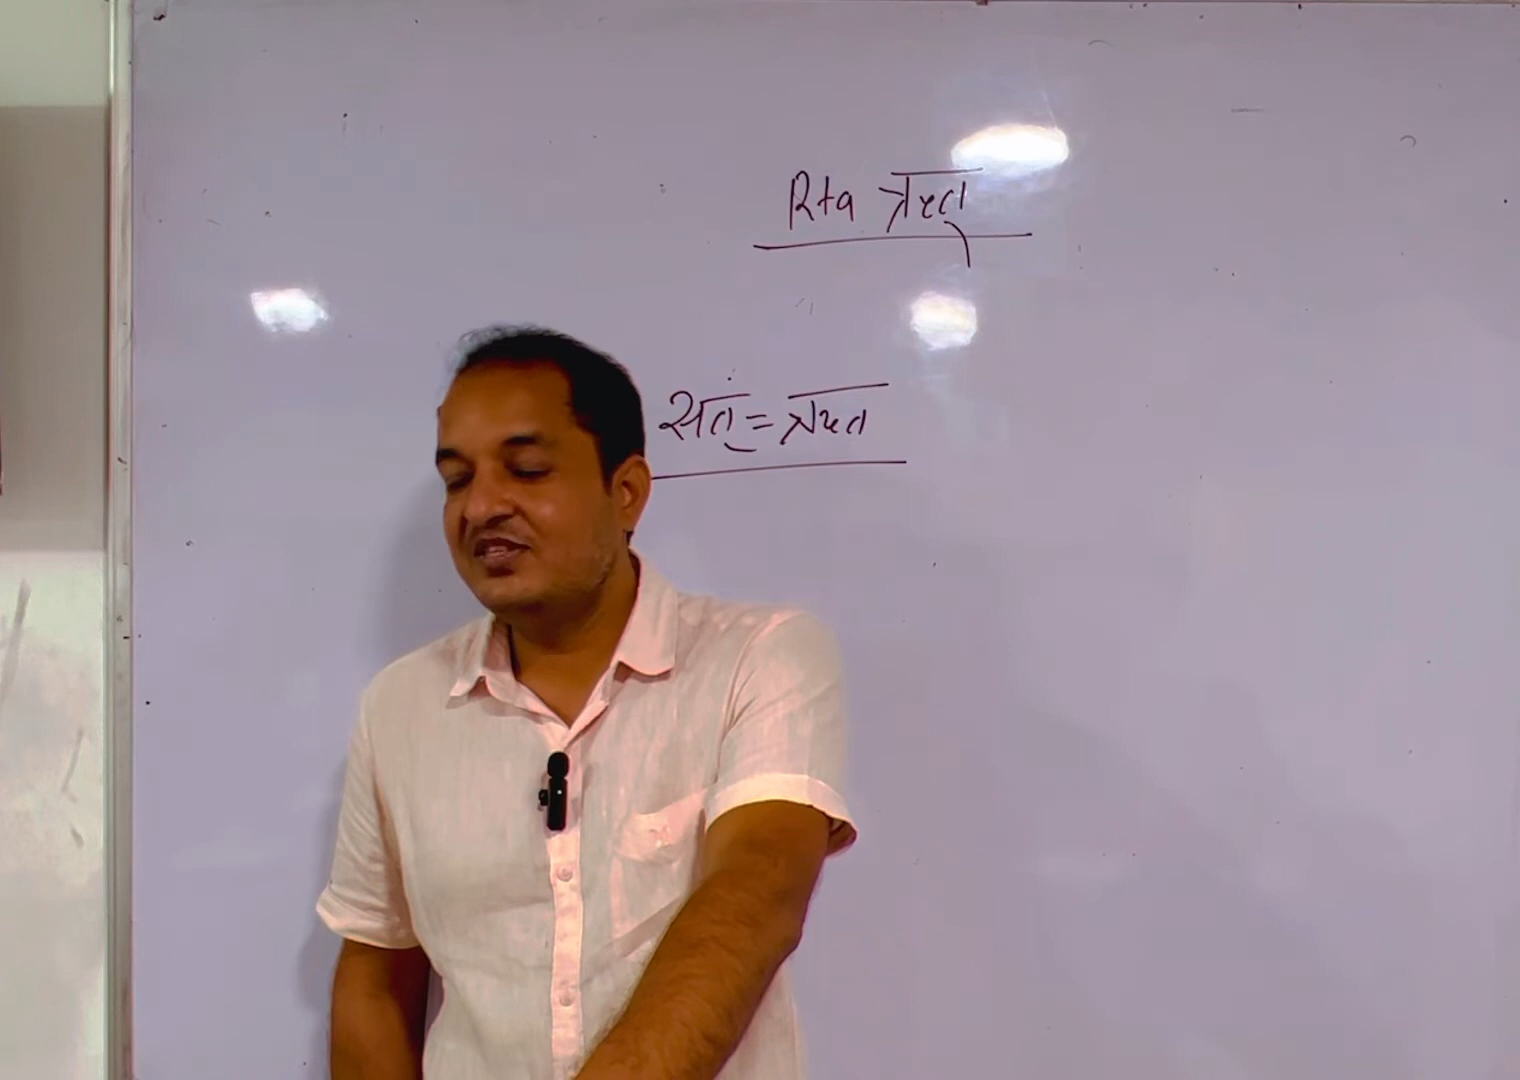 Rta ऋत
सत् = ऋत